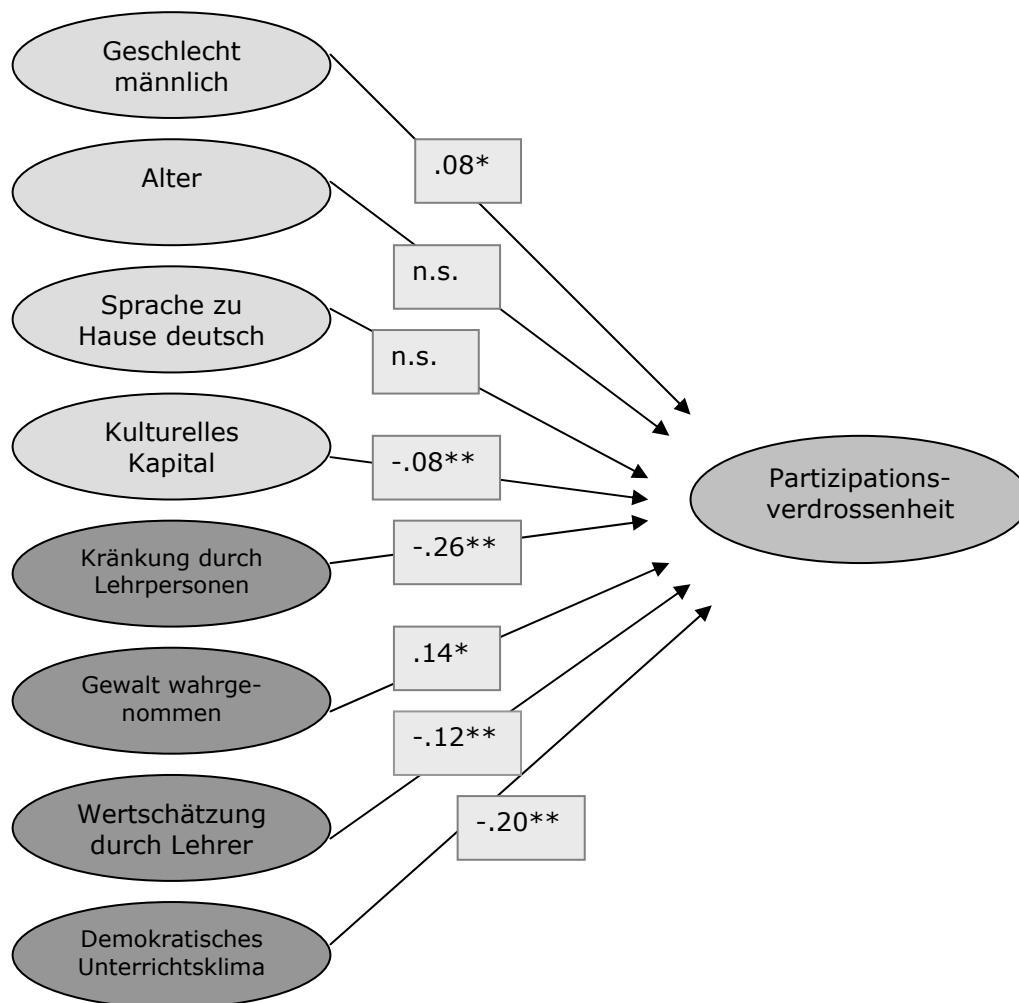 Geschlecht
männlich
.08*
Alter
n.s.
Sprache zu
Hause deutsch
n.s.
Kulturelles
Kapital
-.08**
Partizipations-
verdrossenheit
Kränkung durch
Lehrpersonen
-.26**
Gewalt wahrge-
nommen
.14*
-.12**
Wertschätzung
durch Lehrer
-.20**
Demokratisches
Unterrichtsklima